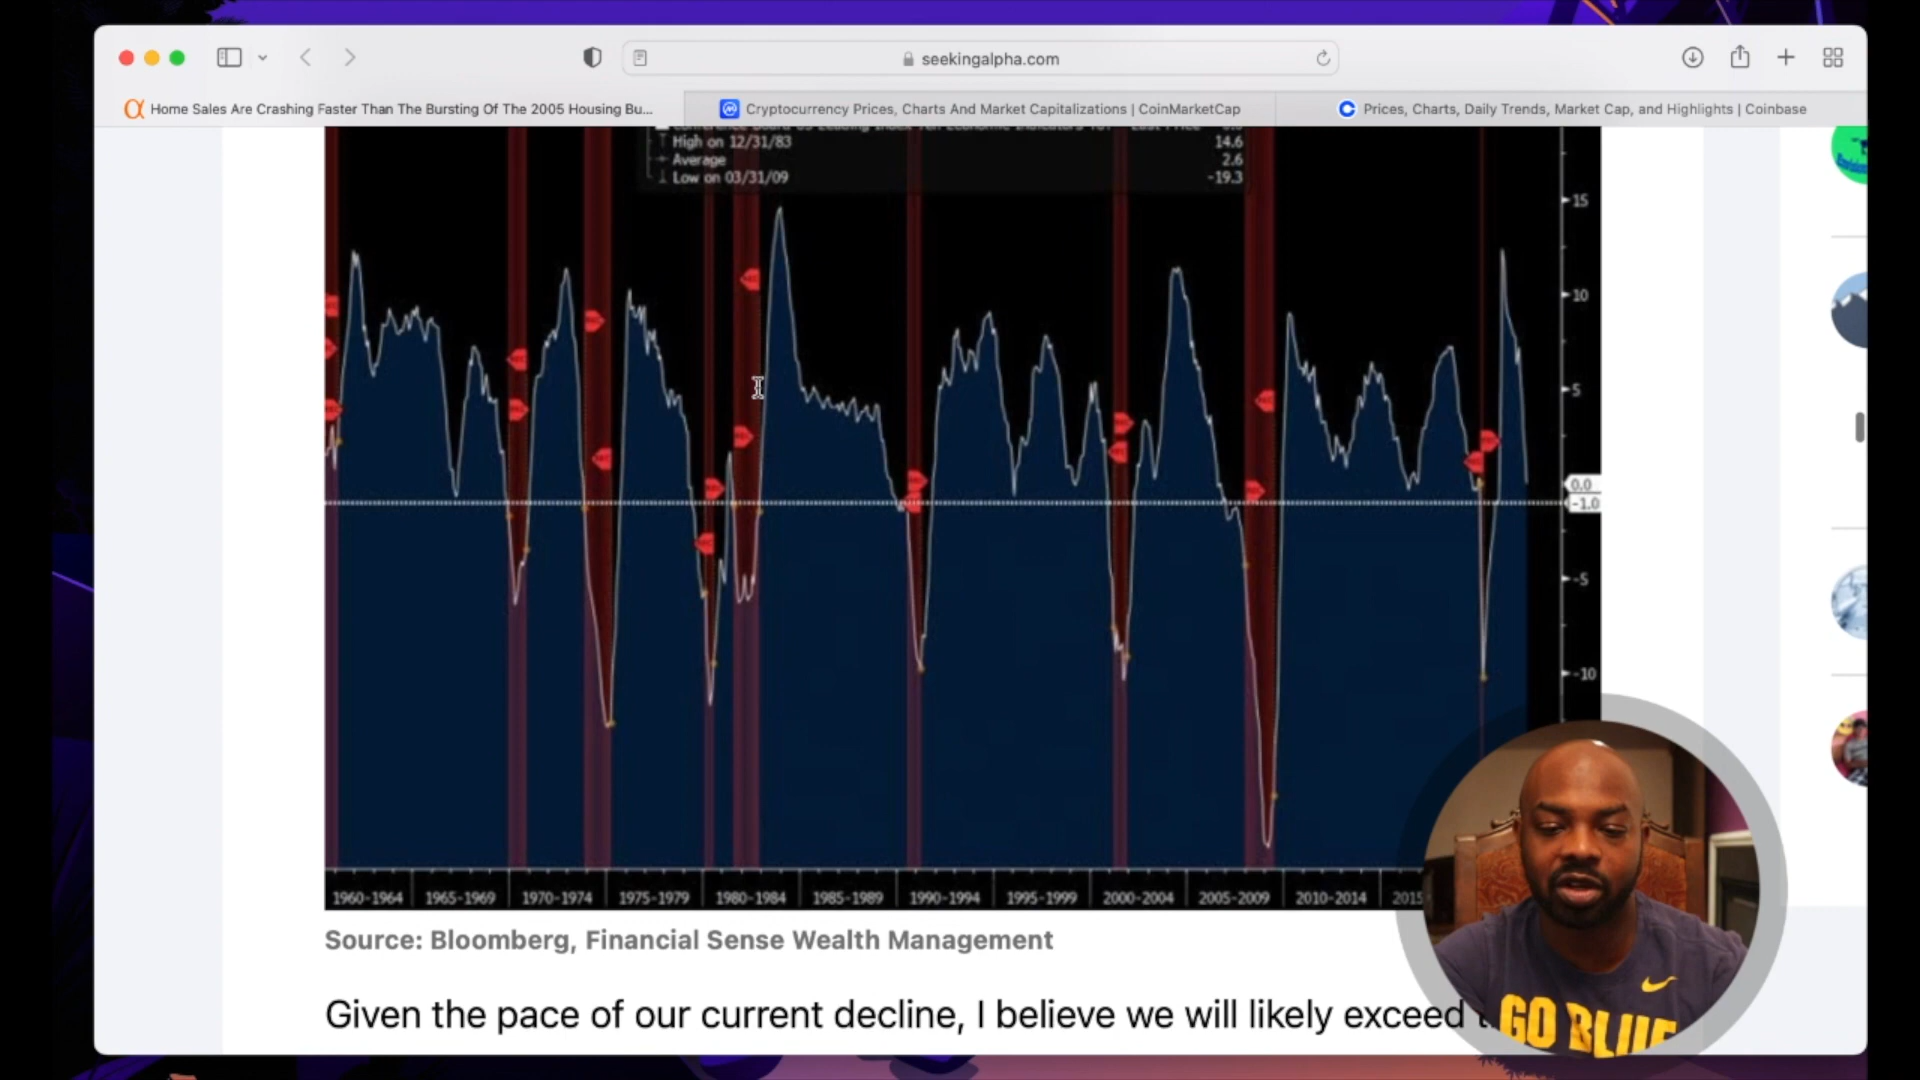 seekingalpha.com
Home Sales Are Crashing Faster Than The Bursting Of The 2005 Housing Bu...
Cryptocurrency Prices, Charts And Market Capitalizations | CoinMarketCap
Prices, Charts, Daily Trends, Market Cap, and Highlights | Coinbase
High on 12/31/83 14.6
Average 2.6
Low on 03/31/09 -19.3
15
10
5
0.0
-1.0
-5
-10
1960-1964 1965-1969 1970-1974 1975-1979 1980-1984 1985-1989 1990-1994 1995-1999 2000-2004 2005-2009 2010-2014 2015
Source: Bloomberg, Financial Sense Wealth Management
Given the pace of our current decline, I believe we will likely exceed
GO BLUE